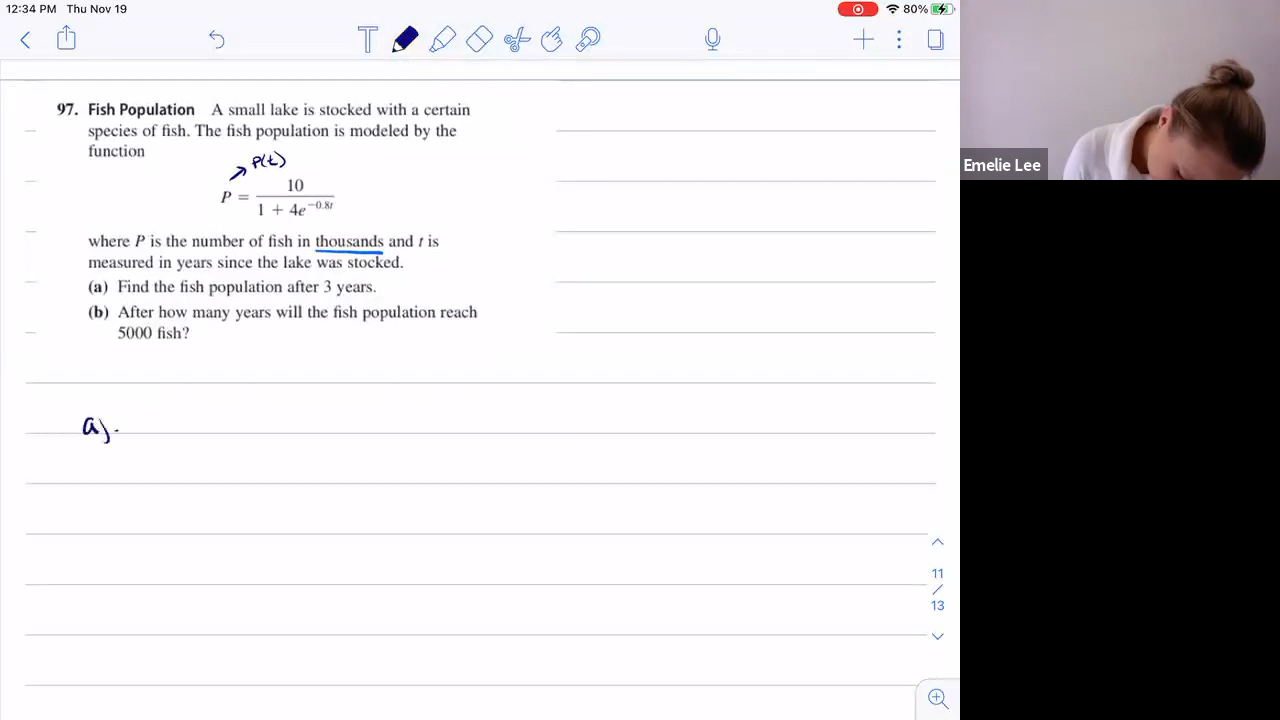 12:34 PM Thu Nov 19
80%
97. Fish Population A small lake is stocked with a certain
species of fish. The fish population is modeled by the
function
P(t)
P = 10 / 1 + 4e^{-0.8t}
where P is the number of fish in thousands and t is
measured in years since the lake was stocked.
(a) Find the fish population after 3 years.
(b) After how many years will the fish population reach
5000 fish?
a).
11
/
13
Emelie Lee